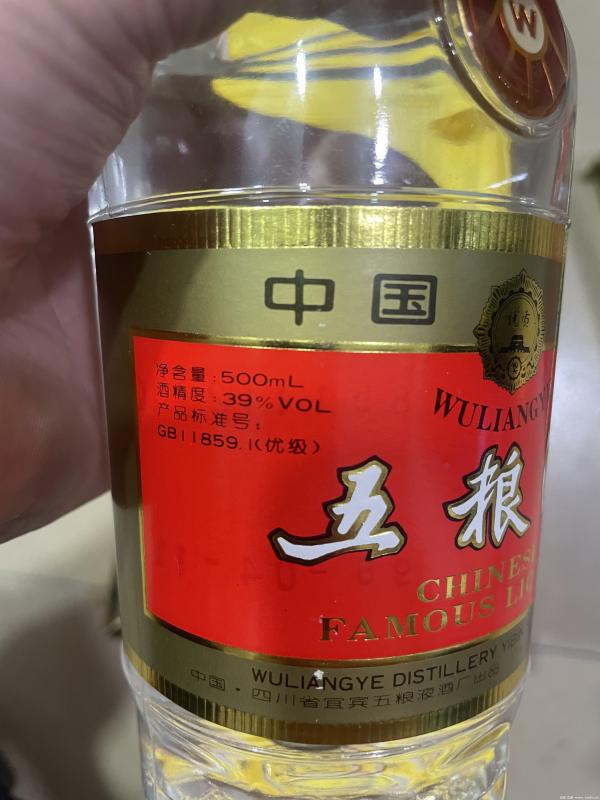 W
中国
净含量:500mL
酒精度:39%VOL
产品标准号:
GB11859.1(优级)
WULIANGYE
五粮
CHINESE
FAMOUS LI
WULIANGYE DISTILLERY YIBIN
中国·四川省宜宾五粮液酒厂出品